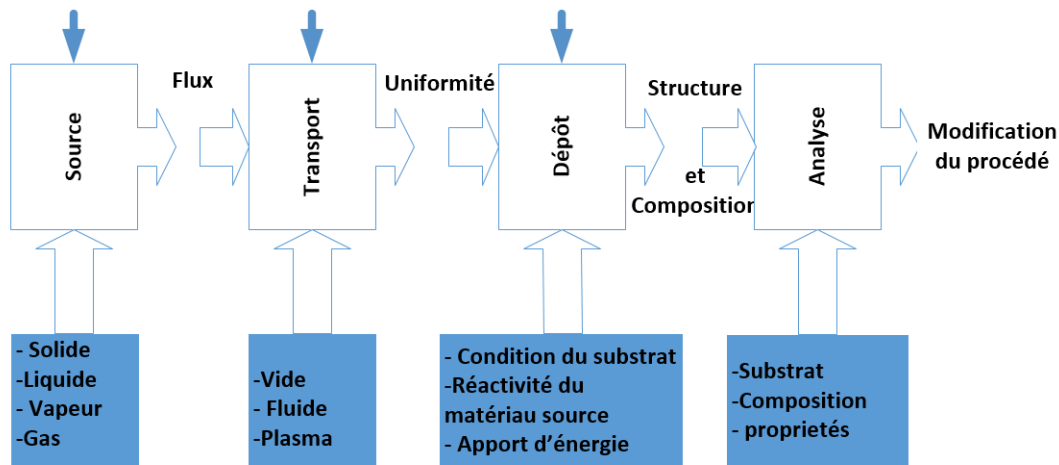 Source
Flux
Transport
Uniformité
Dépôt
Structure
et
Composition
Analyse
Modification
du procédé
- Solide
-Liquide
- Vapeur
-Gas
-Vide
- Fluide
-Plasma
- Condition du substrat
-Réactivité du
matériau source
- Apport d’énergie
-Substrat
-Composition
- proprietés